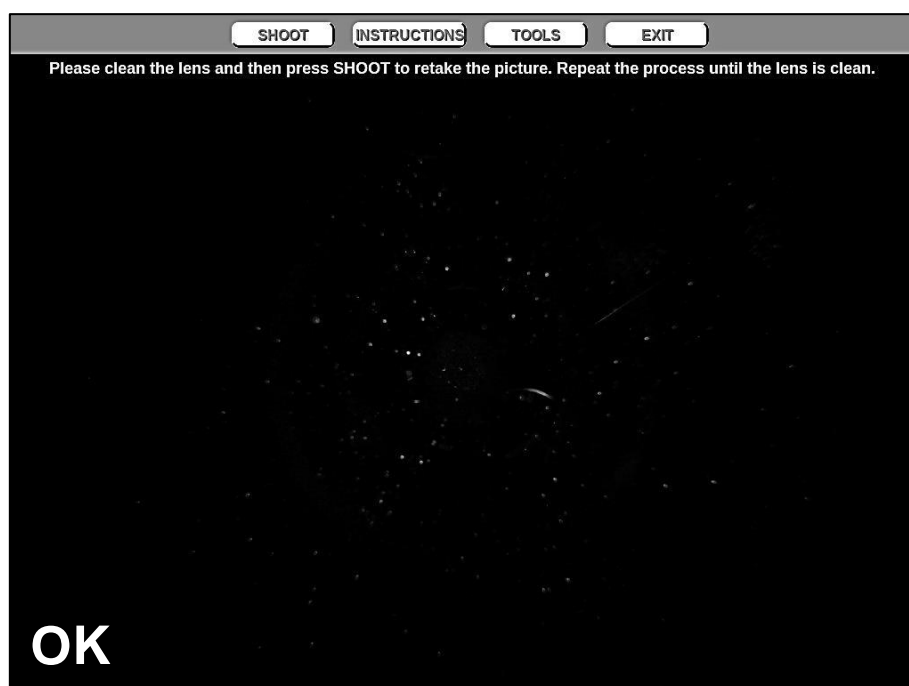 SHOOT INSTRUCTIONS TOOLS EXIT
Please clean the lens and then press SHOOT to retake the picture. Repeat the process until the lens is clean.
OK